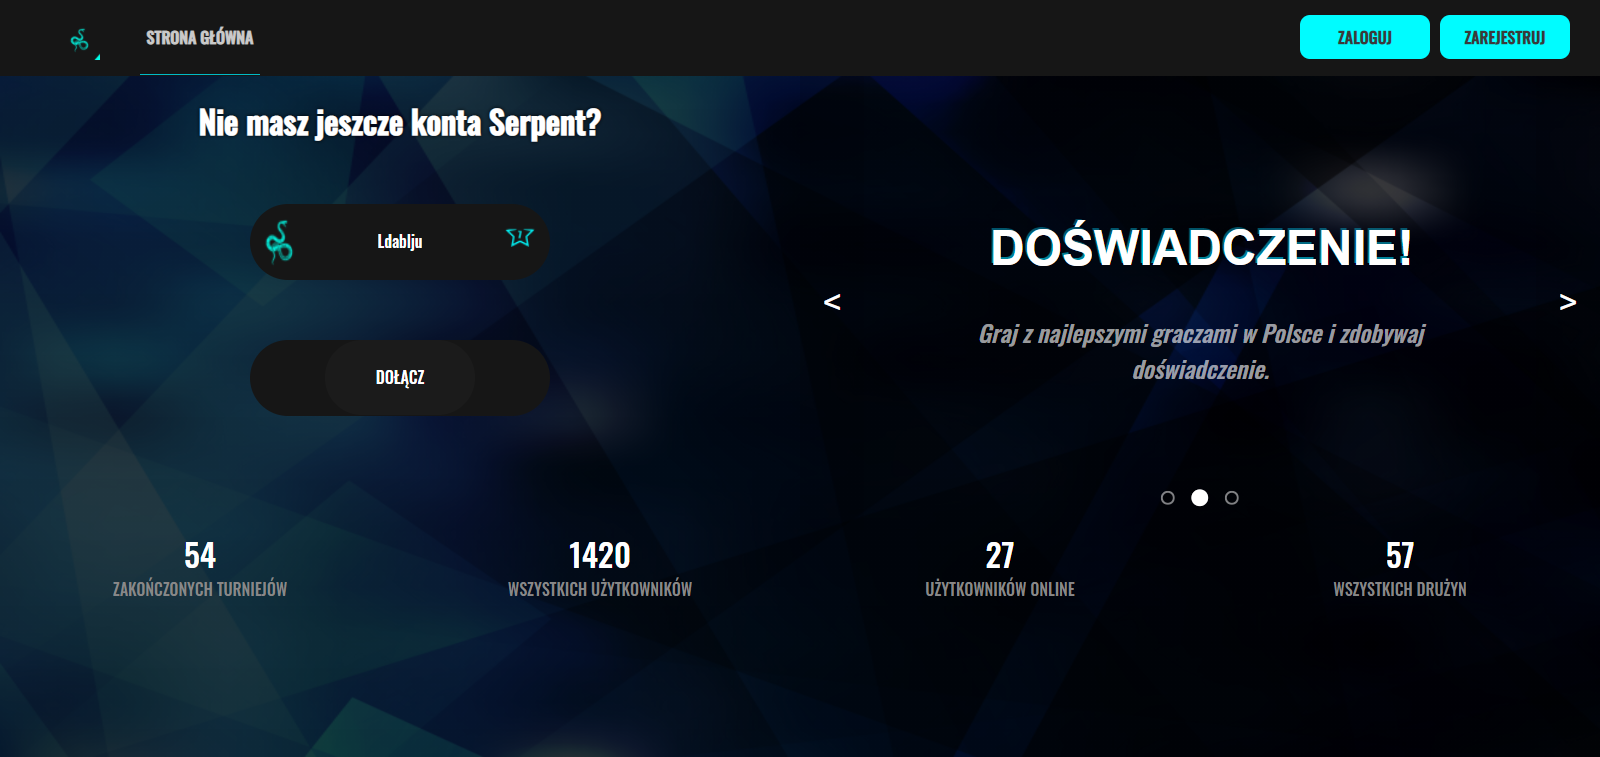 STRONA GŁÓWNA
ZALOGUJ
ZAREJESTRUJ
Nie masz jeszcze konta Serpent?
Ldablju
DOŁĄCZ
DOŚWIADCZENIE!
<
>
Graj z najlepszymi graczami w Polsce i zdobywaj
doświadczenie.
54
ZAKOŃCZONYCH TURNIEJÓW
1420
WSZYSTKICH UŻYTKOWNIKÓW
27
UŻYTKOWNIKÓW ONLINE
57
WSZYSTKICH DRUŻYN